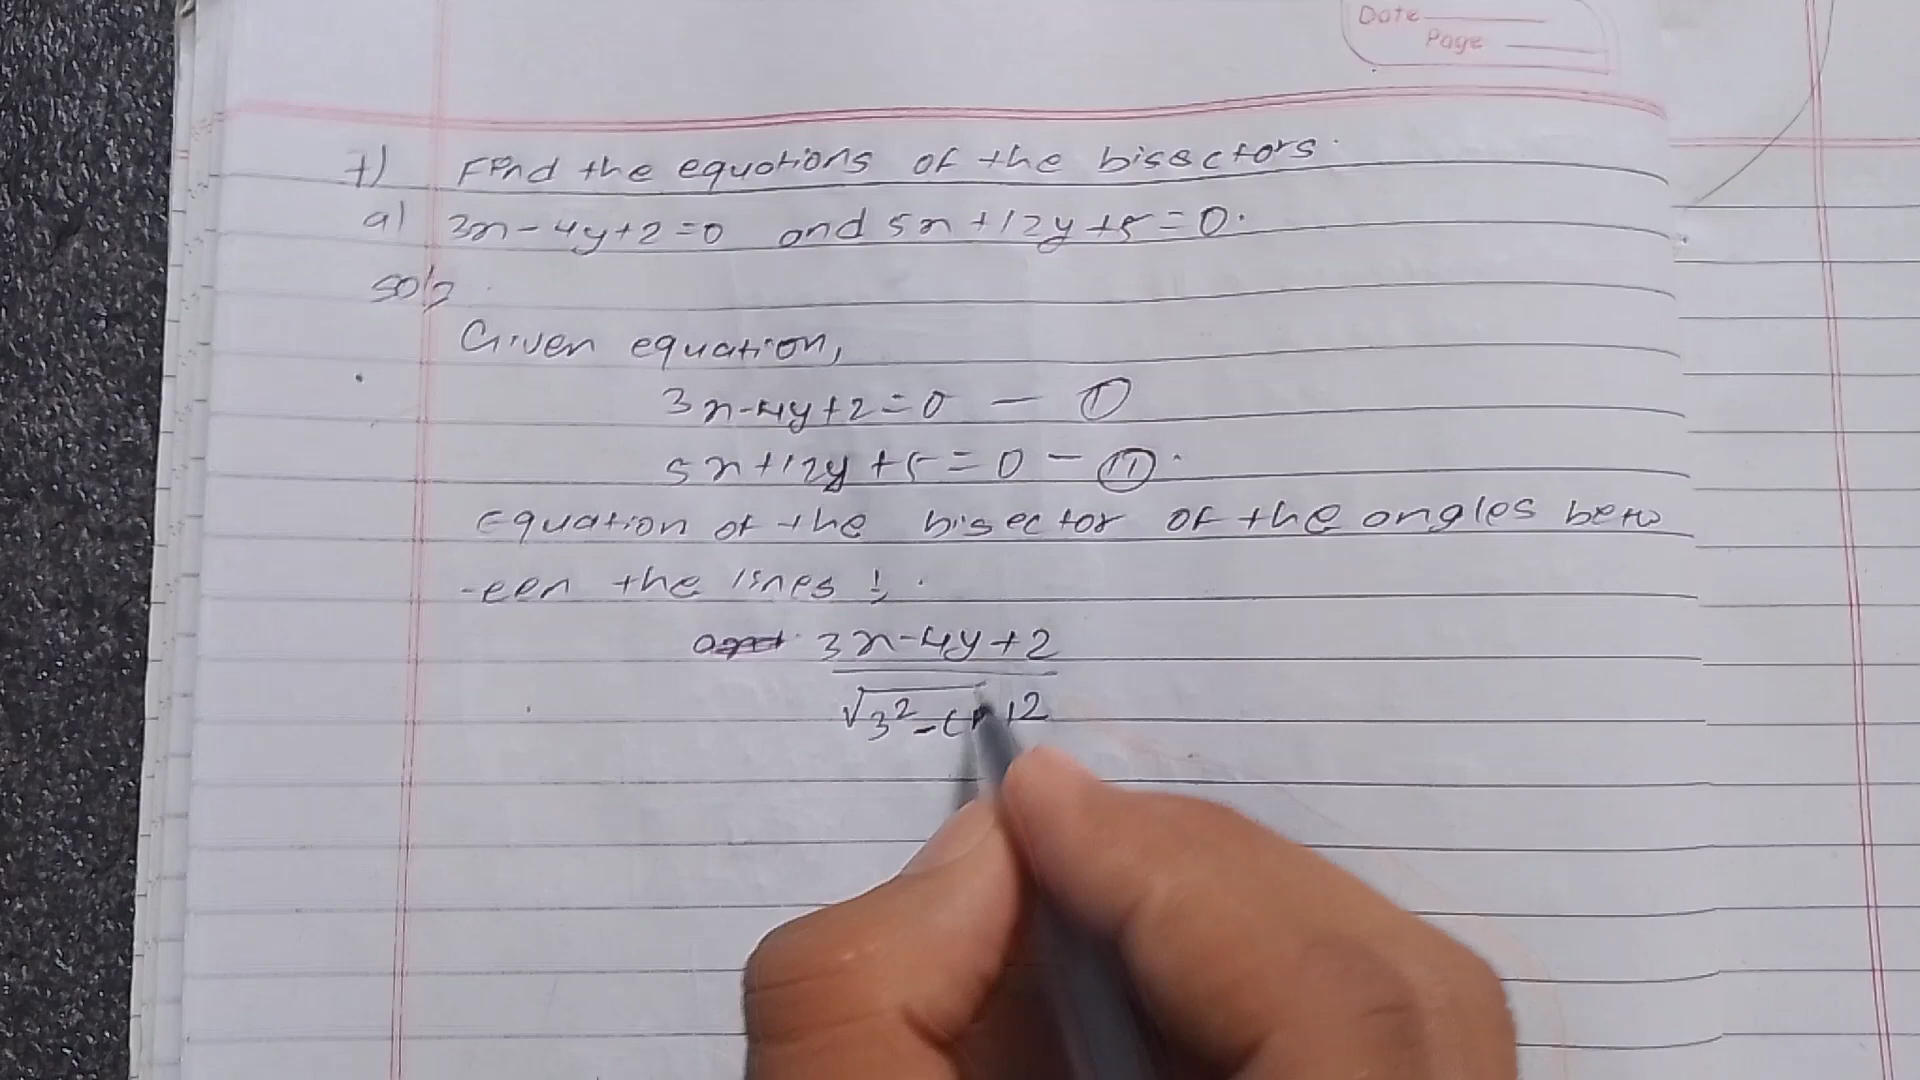 Date
Page
7) Find the equations of the bisectors.
a) 3x-4y+2=0 and 5x+12y+5=0.
Solⁿ
Given equation,
3x-4y+2=0 — ①
5x+12y+5=0 — ⑪.
Equation of the bisector of the angles betw
-een the lines ;
3x-4y+2
√3²-(